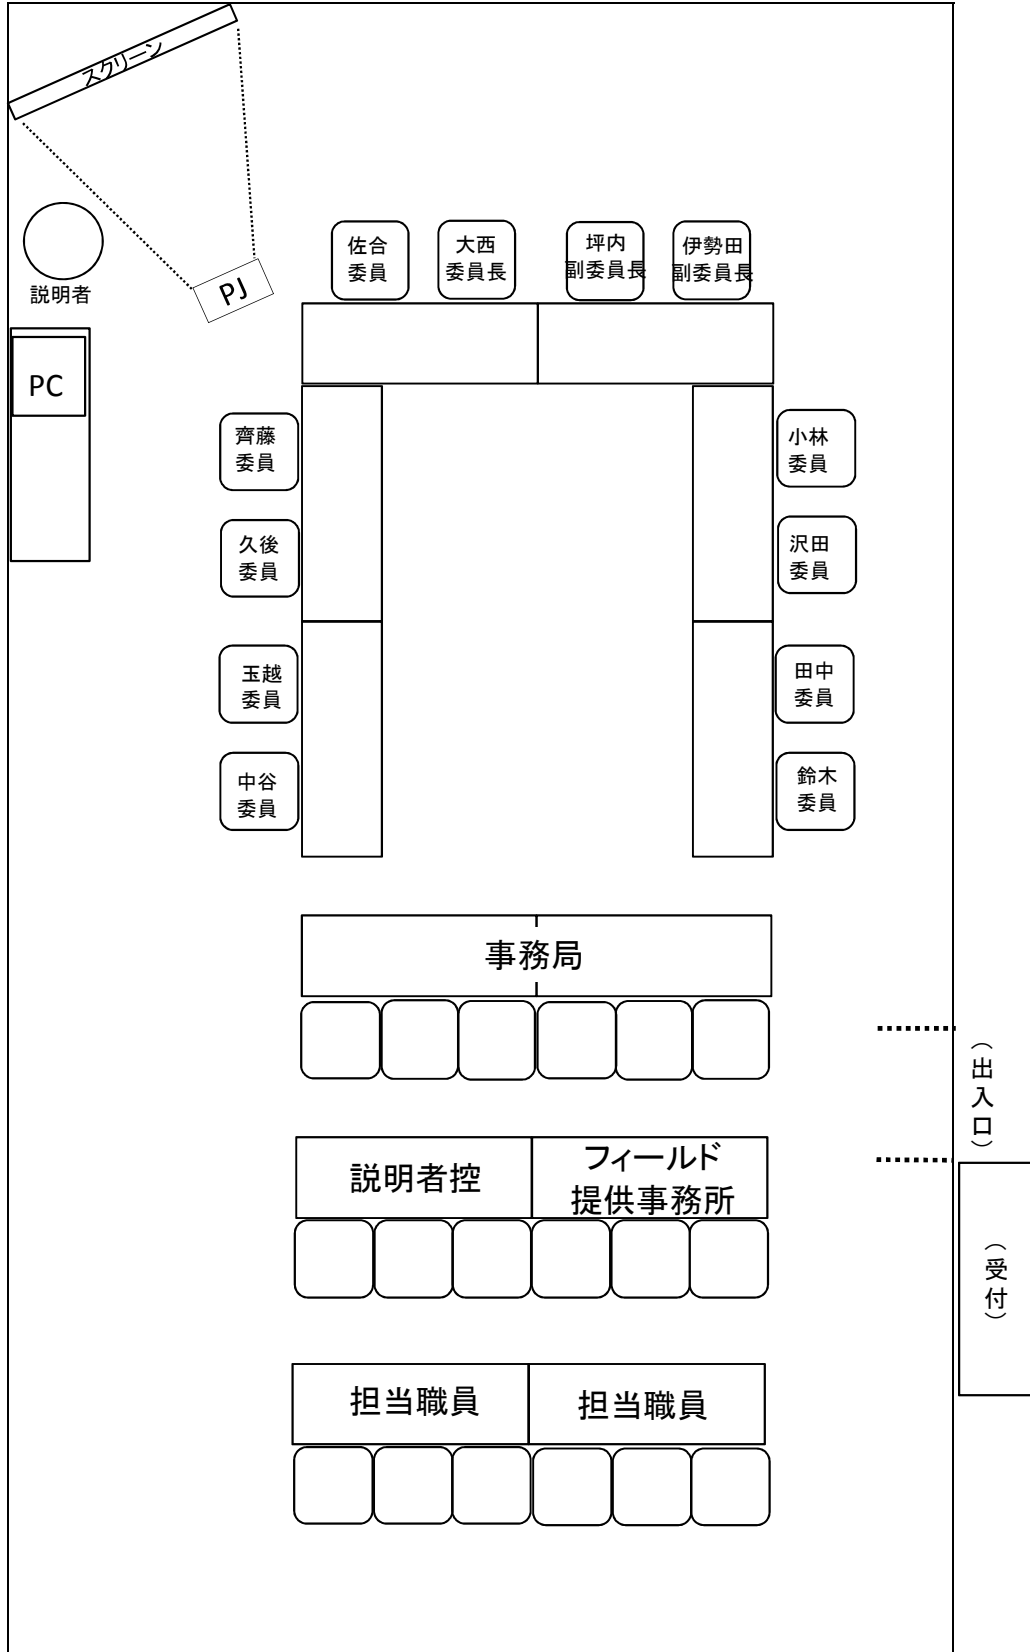 スクリーン
説明者
PJ
PC
佐合
委員
大西
委員長
坪内
副委員長
伊勢田
副委員長
齊藤
委員
久後
委員
玉越
委員
中谷
委員
小林
委員
沢田
委員
田中
委員
鈴木
委員
事務局
(出入口)
説明者控
フィールド
提供事務所
(受付)
担当職員
担当職員